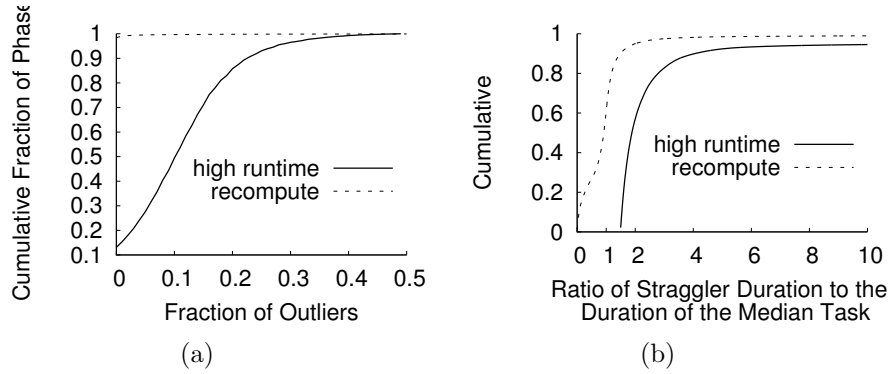 Cumulative Fraction of Phase
1
0.9
0.8
0.7
0.6
0.5
0.4
0.3
0.2
0.1
high runtime
recompute
0 0.1 0.2 0.3 0.4 0.5
Fraction of Outliers
(a)
Cumulative
1
0.8
0.6
0.4
0.2
0
high runtime
recompute
0 1 2 4 6 8 10
Ratio of Straggler Duration to the
Duration of the Median Task
(b)